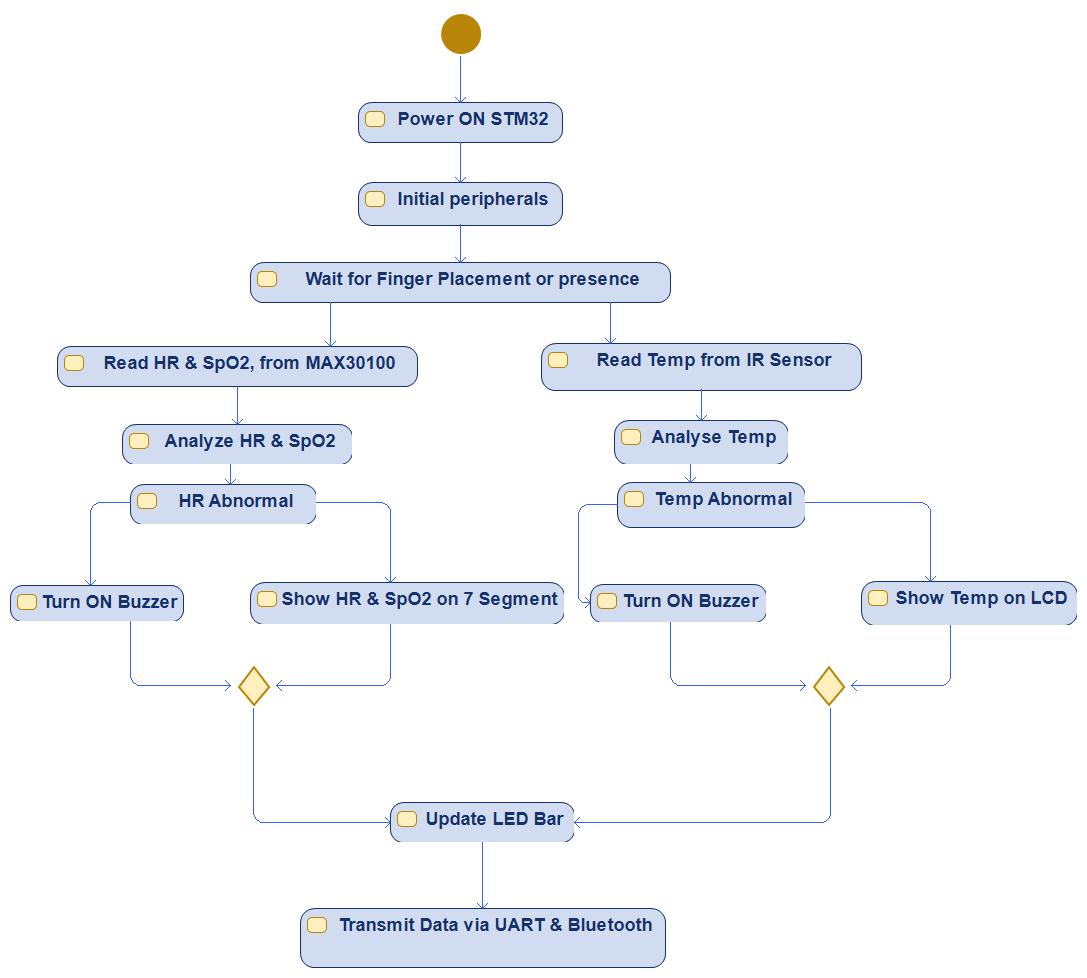 Power ON STM32
Initial peripherals
Wait for Finger Placement or presence
Read HR & SpO2, from MAX30100
Read Temp from IR Sensor
Analyze HR & SpO2
Analyse Temp
HR Abnormal
Temp Abnormal
Turn ON Buzzer
Show HR & SpO2 on 7 Segment
Turn ON Buzzer
Show Temp on LCD
Update LED Bar
Transmit Data via UART & Bluetooth